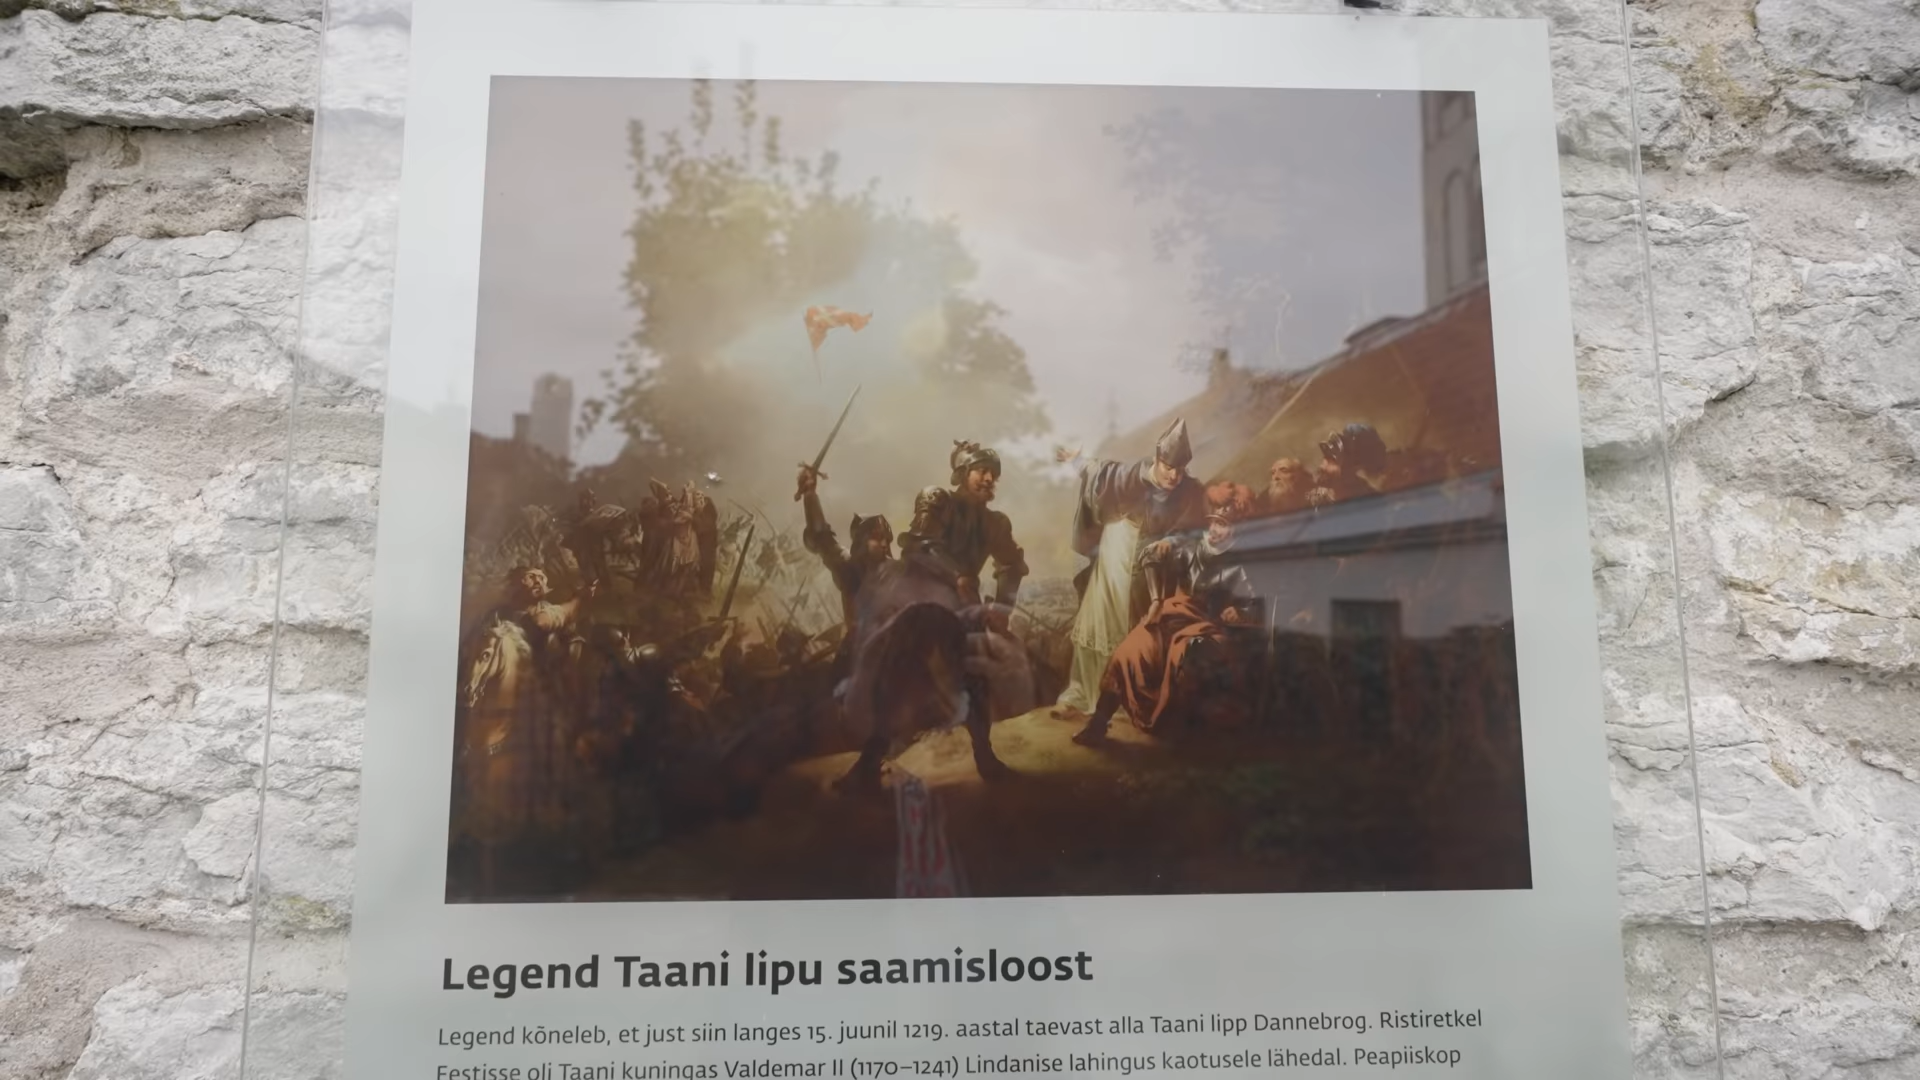 Legend Taani lipu saamisloost
Legend kõneleb, et just siin langes 15. juunil 1219. aastal taevast alla Taani lipp Dannebrog. Ristiretkel
Eestisse oli Taani kuningas Valdemar II (1170–1241) Lindanise lahingus kaotusele lähedal. Peapiiskop